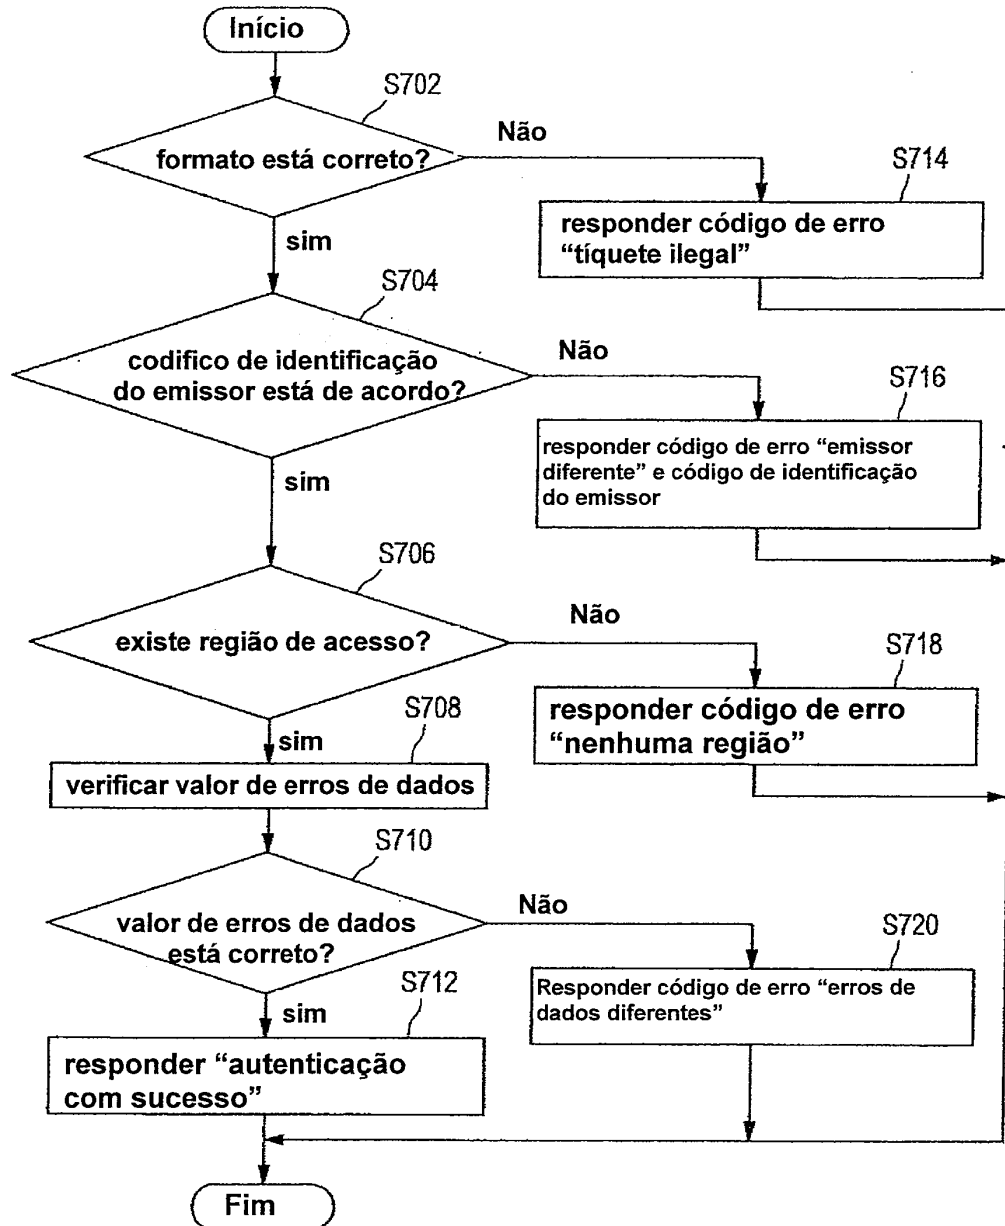 Início
S702
formato está correto?
Não
sim
S714
responder código de erro
“tíquete ilegal”
S704
codifico de identificação
do emissor está de acordo?
Não
sim
S716
responder código de erro “emissor
diferente” e código de identificação
do emissor
S706
existe região de acesso?
Não
sim
S718
responder código de erro
“nenhuma região”
S708
verificar valor de erros de dados
S710
valor de erros de dados
está correto?
Não
sim
S720
Responder código de erro “erros de
dados diferentes”
S712
responder “autenticação
com sucesso”
Fim